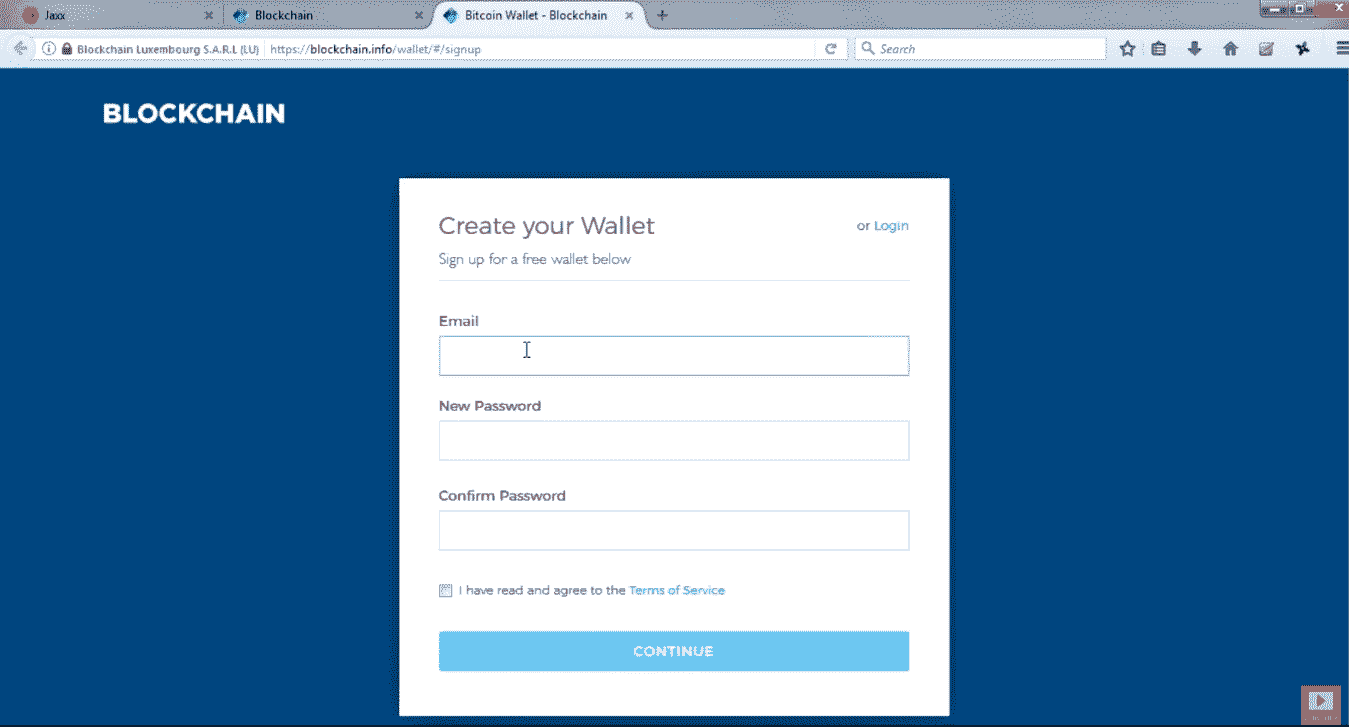 Jaxx
Blockchain
Bitcoin Wallet - Blockchain
Blockchain Luxembourg S.A.R.L (LU) https://blockchain.info/wallet/#/signup
Search
BLOCKCHAIN
Create your Wallet
or Login
Sign up for a free wallet below
Email
New Password
Confirm Password
I have read and agree to the Terms of Service
CONTINUE